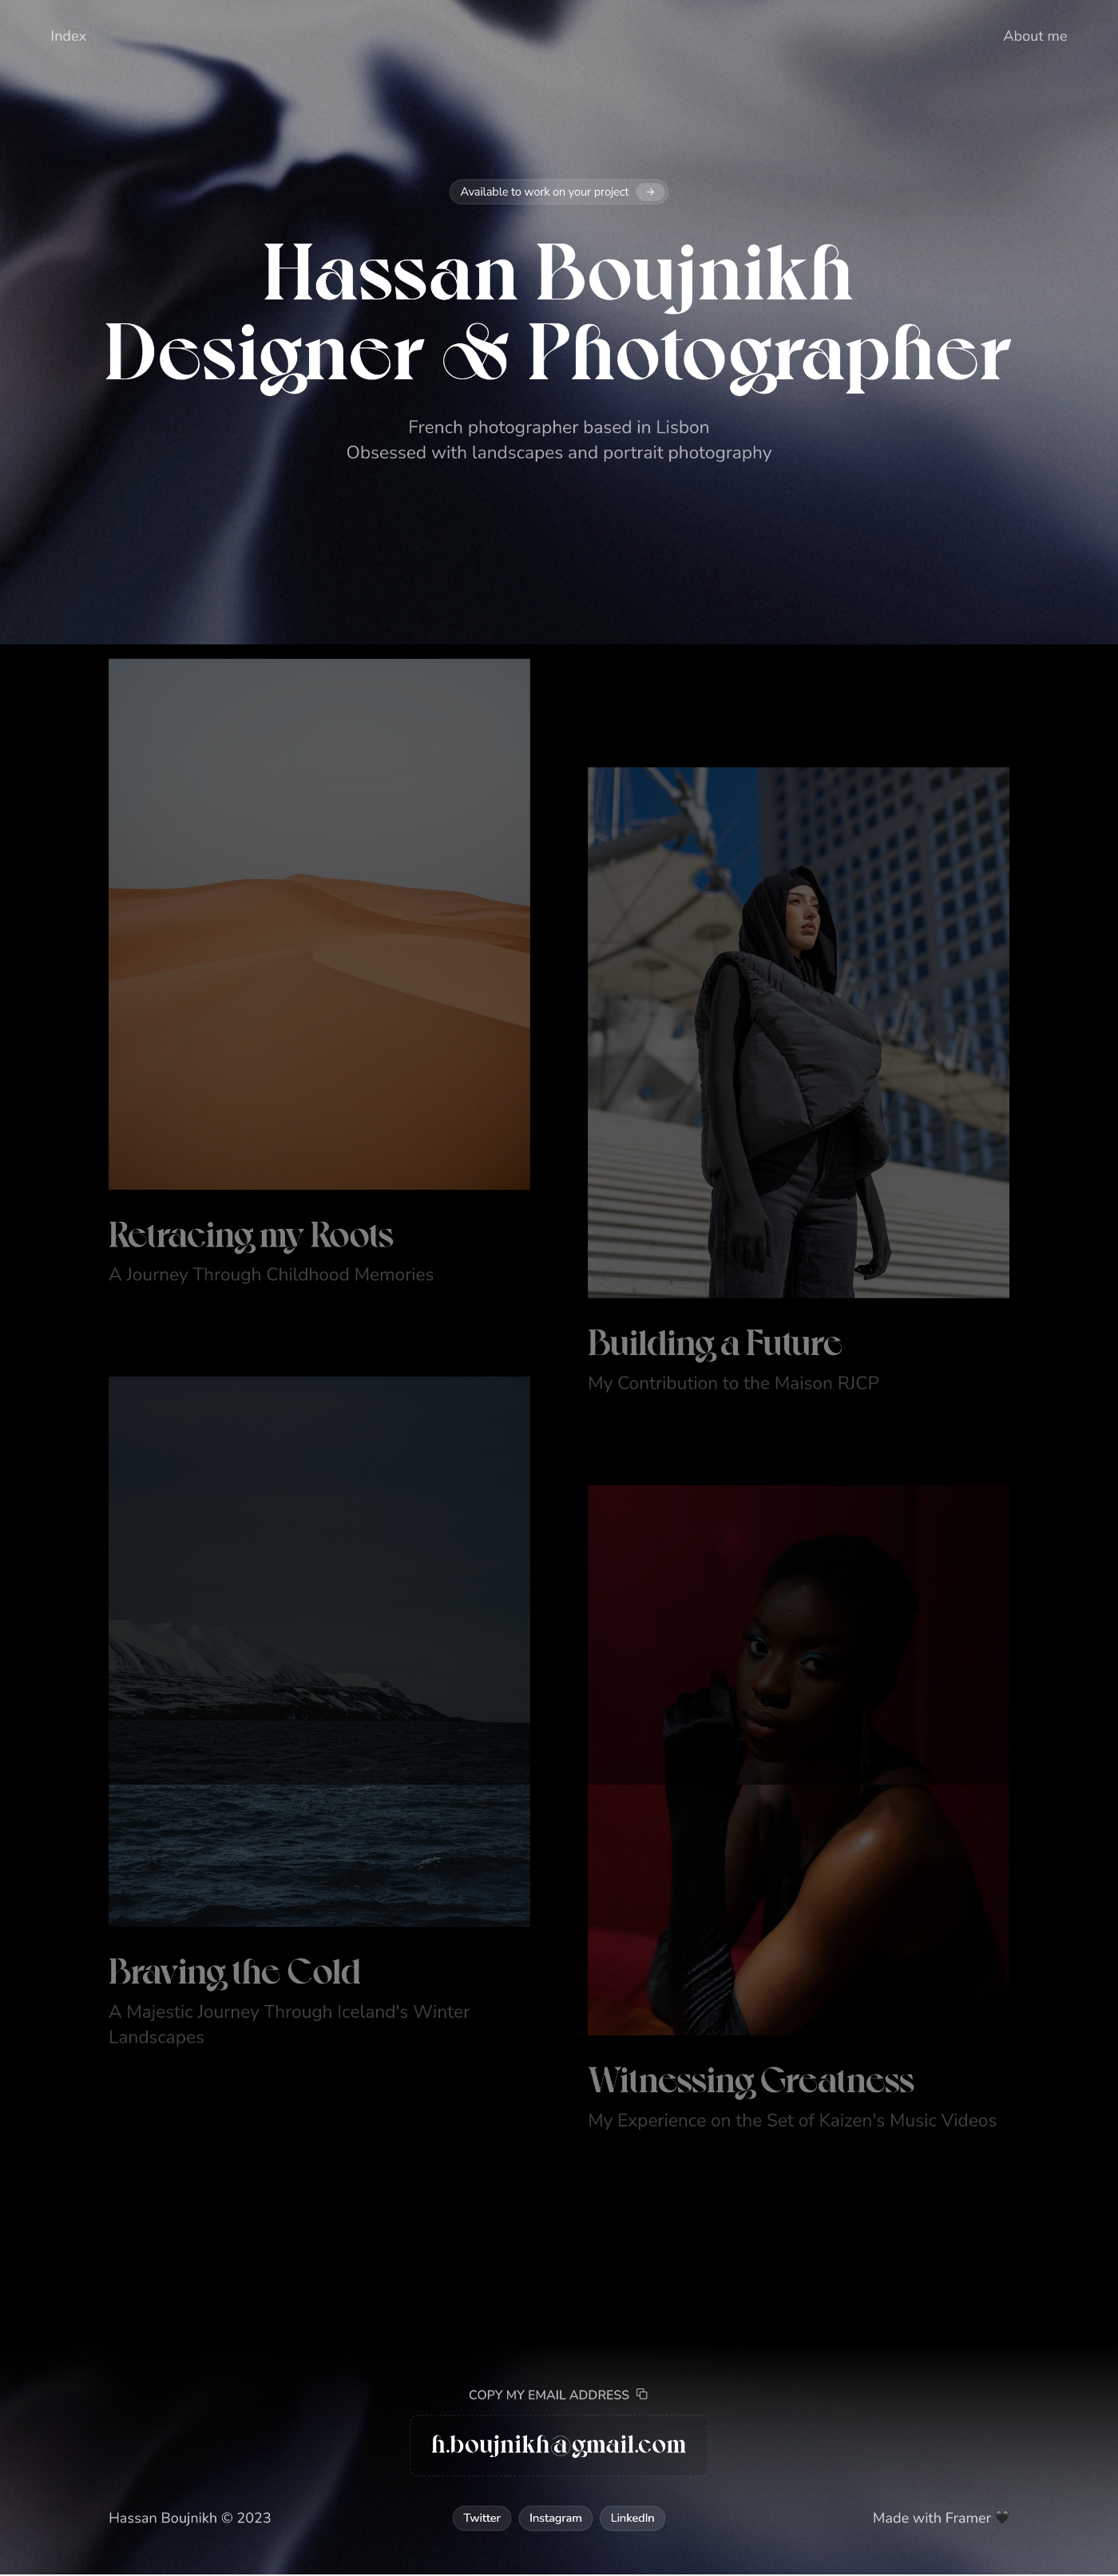 Index
About me
Available to work on your project →
Hassan Boujnikh
Designer & Photographer
French photographer based in Lisbon
Obsessed with landscapes and portrait photography
Retracing my Roots
A Journey Through Childhood Memories
Building a Future
My Contribution to the Maison RJCP
Braving the Cold
A Majestic Journey Through Iceland's Winter
Landscapes
Witnessing Greatness
My Experience on the Set of Kaizen's Music Videos
COPY MY EMAIL ADDRESS
h.boujnikh@gmail.com
Hassan Boujnikh © 2023
Twitter
Instagram
LinkedIn
Made with Framer 🖤